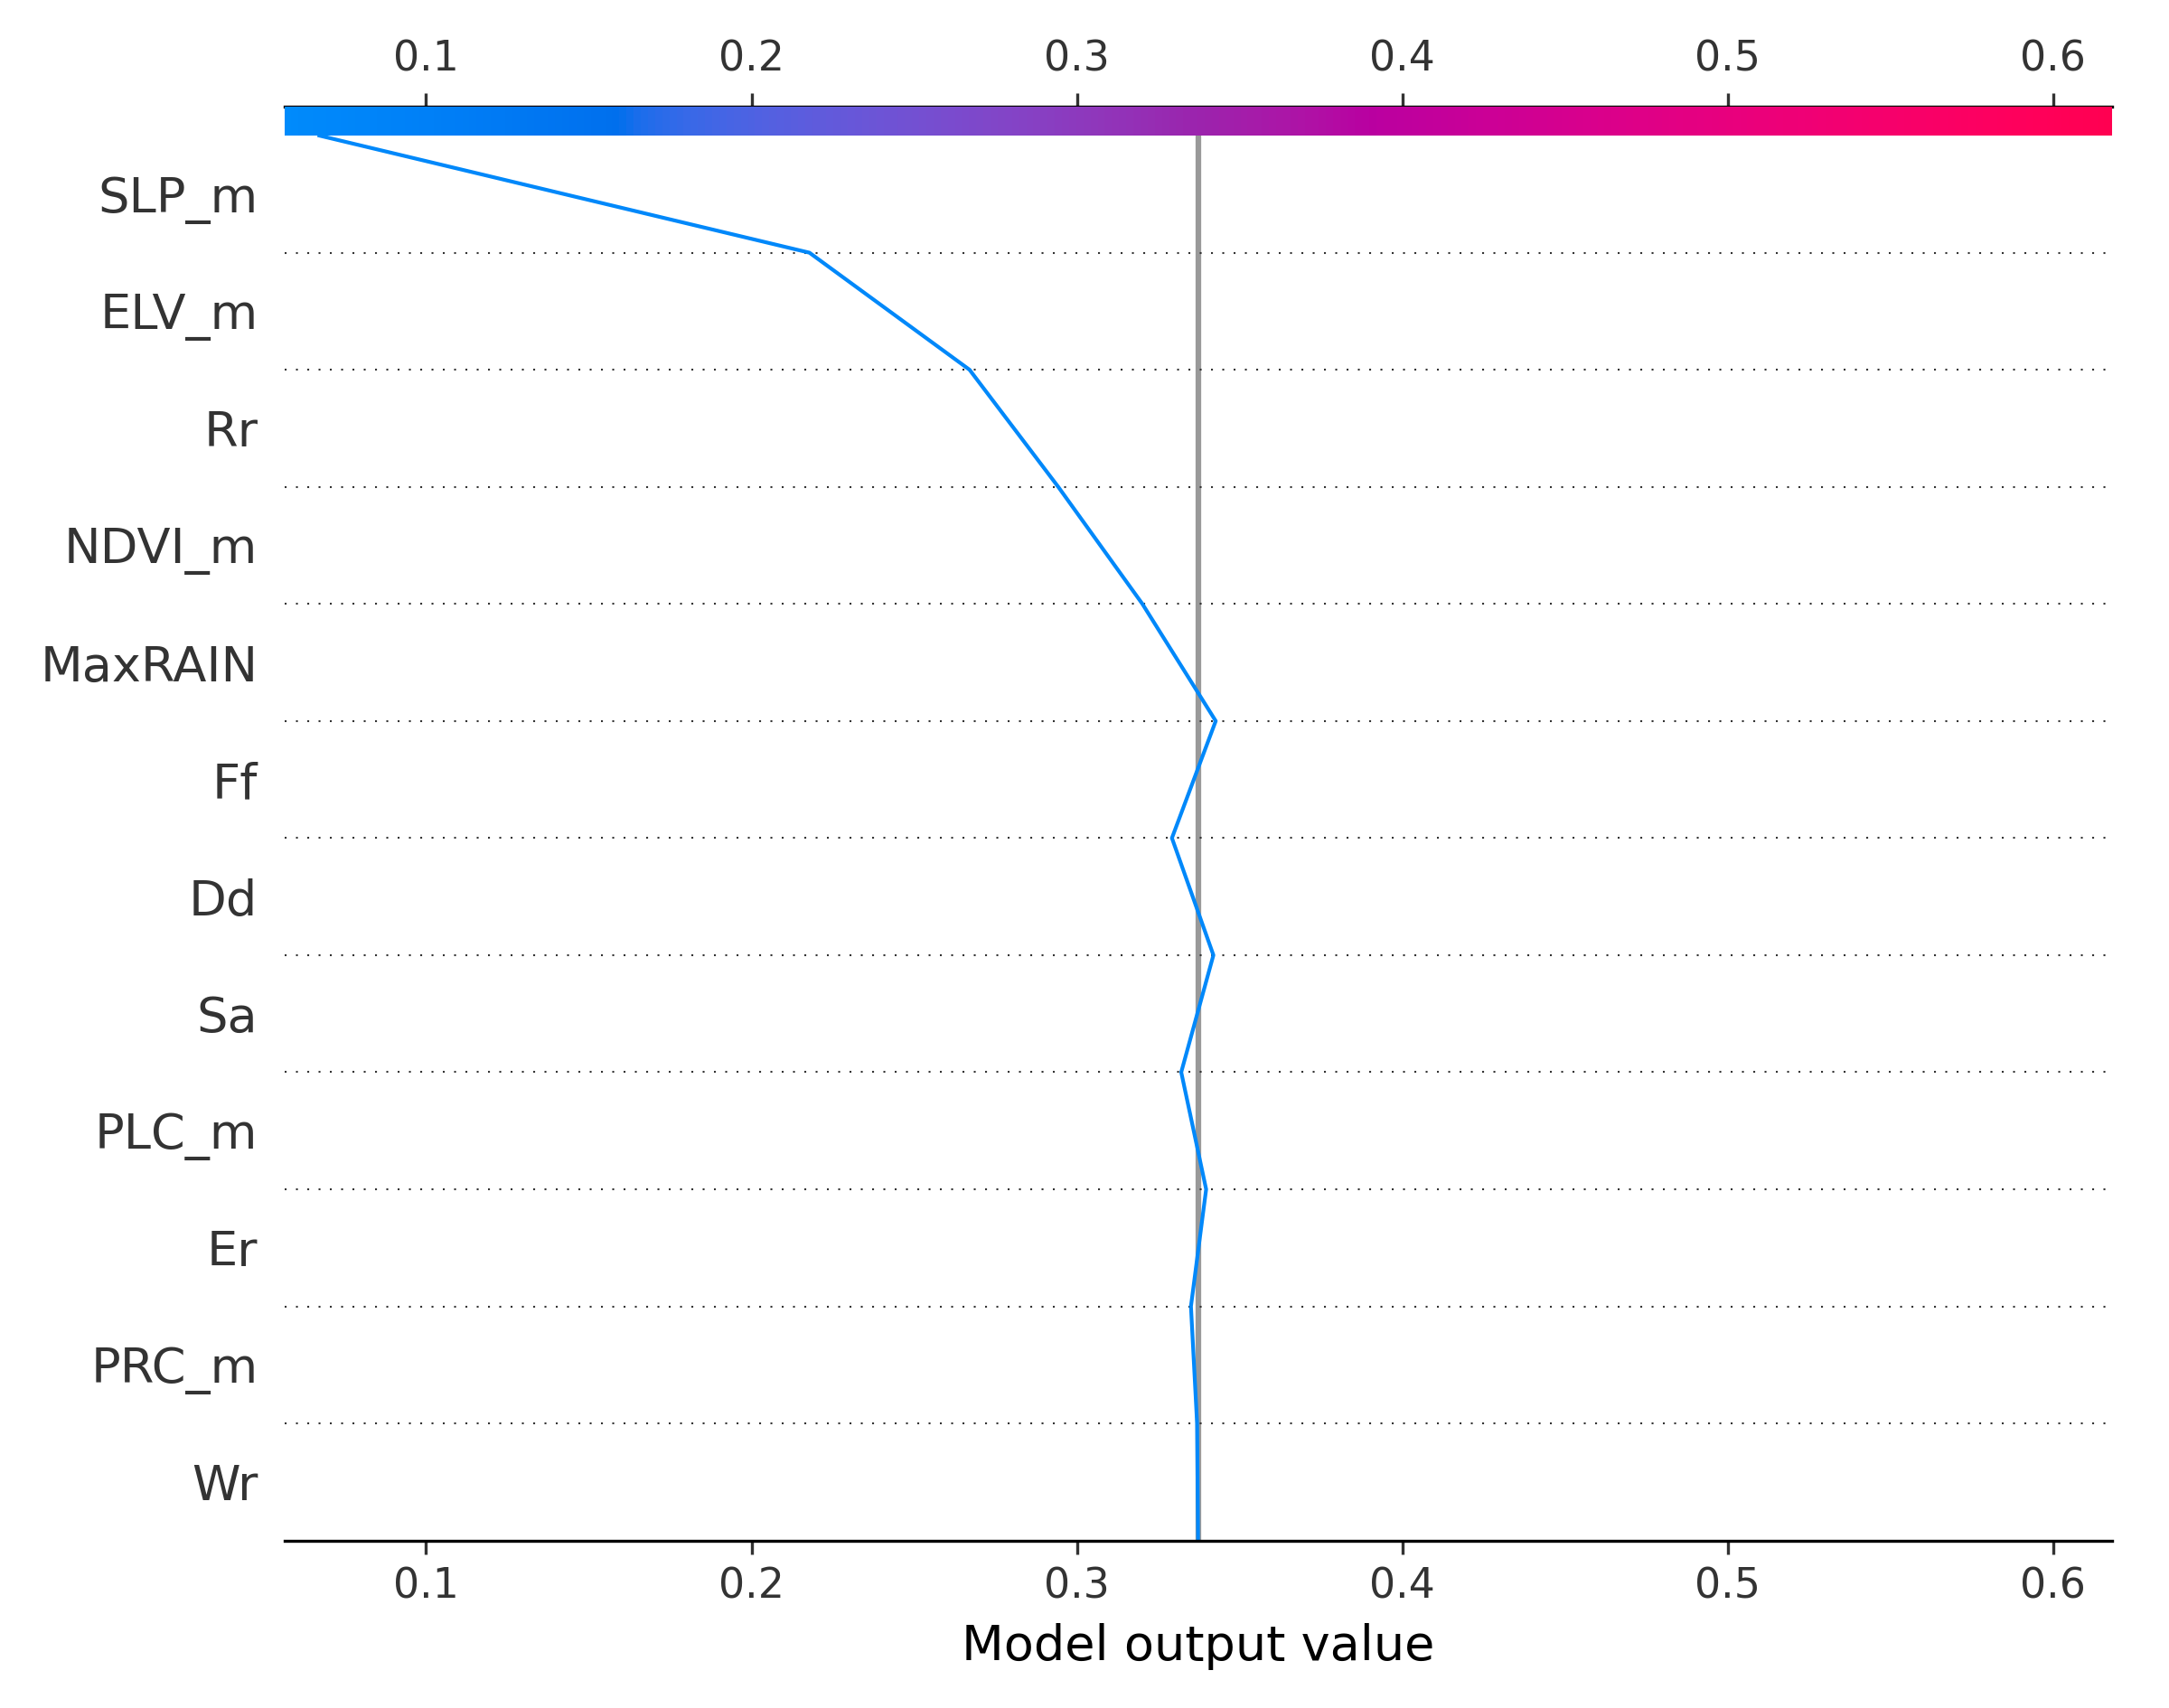 0.1 0.2 0.3 0.4 0.5 0.6
SLP_m
ELV_m
Rr
NDVI_m
MaxRAIN
Ff
Dd
Sa
PLC_m
Er
PRC_m
Wr
0.1 0.2 0.3 0.4 0.5 0.6
Model output value